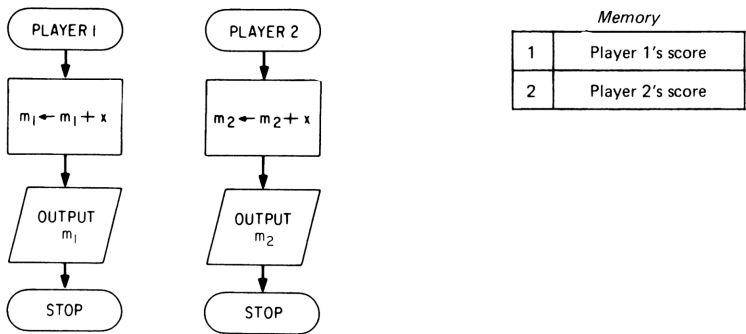 PLAYER 1
m₁ ← m₁ + x
OUTPUT
m₁
STOP
PLAYER 2
m₂ ← m₂ + x
OUTPUT
m₂
STOP
Memory
1 Player 1's score
2 Player 2's score